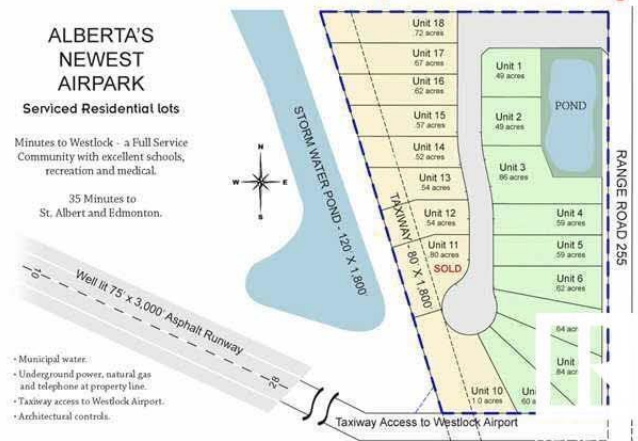 ALBERTA'S
NEWEST
AIRPARK
Serviced Residential lots
Minutes to Westlock - a Full Service
Community with excellent schools,
recreation and medical.
35 Minutes to
St. Albert and Edmonton.
N
W E
S
STORM WATER POND - 120' X 1,800'
Well lit 75' x 3,000' Asphalt Runway
10
28
• Municipal water.
• Underground power, natural gas
and telephone at property line.
• Taxiway access to Westlock Airport.
• Architectural controls.
Unit 18
.72 acres
Unit 17
.67 acres
Unit 16
.62 acres
Unit 15
.57 acres
Unit 14
.52 acres
Unit 13
.54 acres
Unit 12
.54 acres
Unit 11
.80 acres
SOLD
TAXIWAY - 80' X 1,800'
Unit 10
1.0 acres
Unit 1
.49 acres
Unit 2
.49 acres
POND
Unit 3
.86 acres
Unit 4
.59 acres
Unit 5
.59 acres
Unit 6
.62 acres
.64
Unit
.84
.60
RANGE ROAD 255
Taxiway Access to Westlock Airport